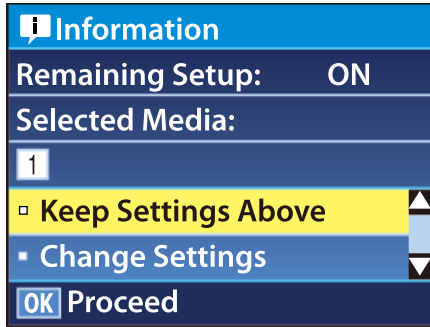 Information
Remaining Setup: ON
Selected Media:
1
Keep Settings Above
Change Settings
OK Proceed